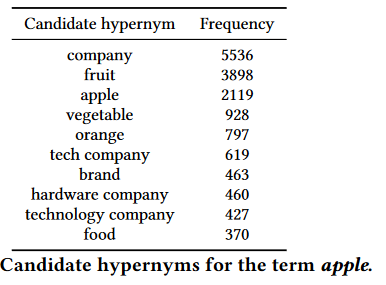 Candidate hypernym Frequency
company 5536
fruit 3898
apple 2119
vegetable 928
orange 797
tech company 619
brand 463
hardware company 460
technology company 427
food 370
Candidate hypernyms for the term apple.